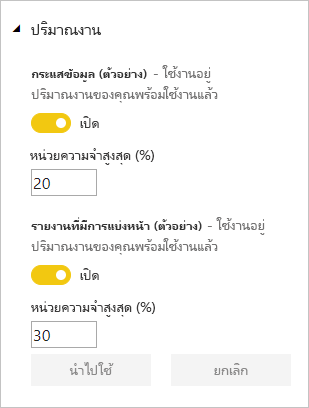 ปริมาณงาน
กระแสข้อมูล (ตัวอย่าง) - ใช้งานอยู่
ปริมาณงานของคุณพร้อมใช้งานแล้ว
เปิด
หน่วยความจำสูงสุด (%)
20
รายงานที่มีการแบ่งหน้า (ตัวอย่าง) - ใช้งานอยู่
ปริมาณงานของคุณพร้อมใช้งานแล้ว
เปิด
หน่วยความจำสูงสุด (%)
30
นำไปใช้ ยกเลิก